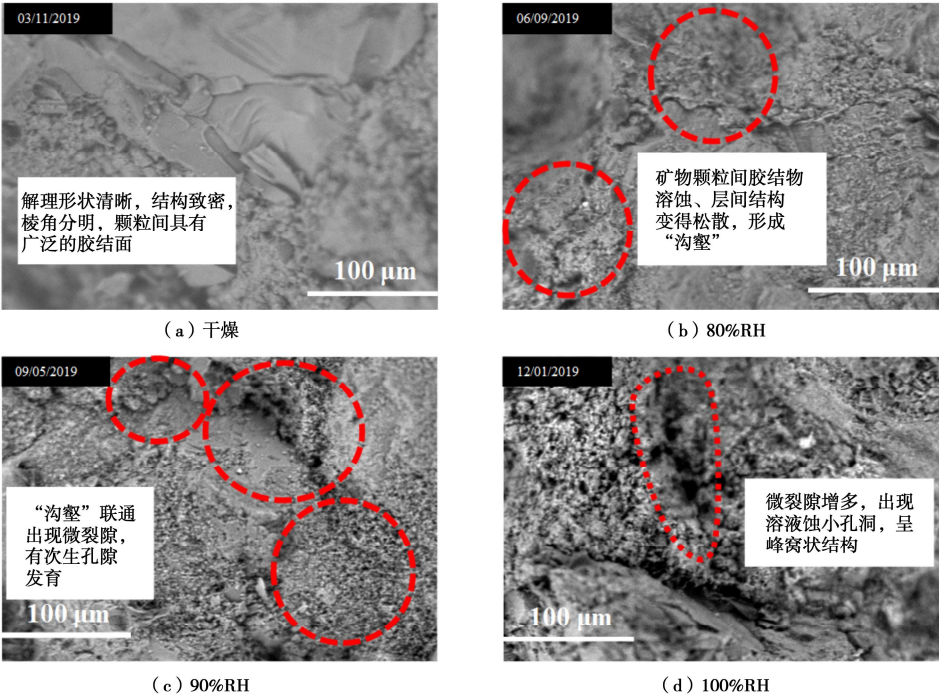 03/11/2019
解理形状清晰，结构致密，
棱角分明，颗粒间具有
广泛的胶结面
100 μm
（a）干燥
06/09/2019
矿物颗粒间胶结物
溶蚀、层间结构
变得松散，形成
“沟壑”
100 μm
（b）80%RH
09/05/2019
“沟壑”联通
出现微裂隙，
有次生孔隙
发育
100 μm
（c）90%RH
12/01/2019
微裂隙增多，出现
溶液蚀小孔洞，呈
峰窝状结构
100 μm
（d）100%RH